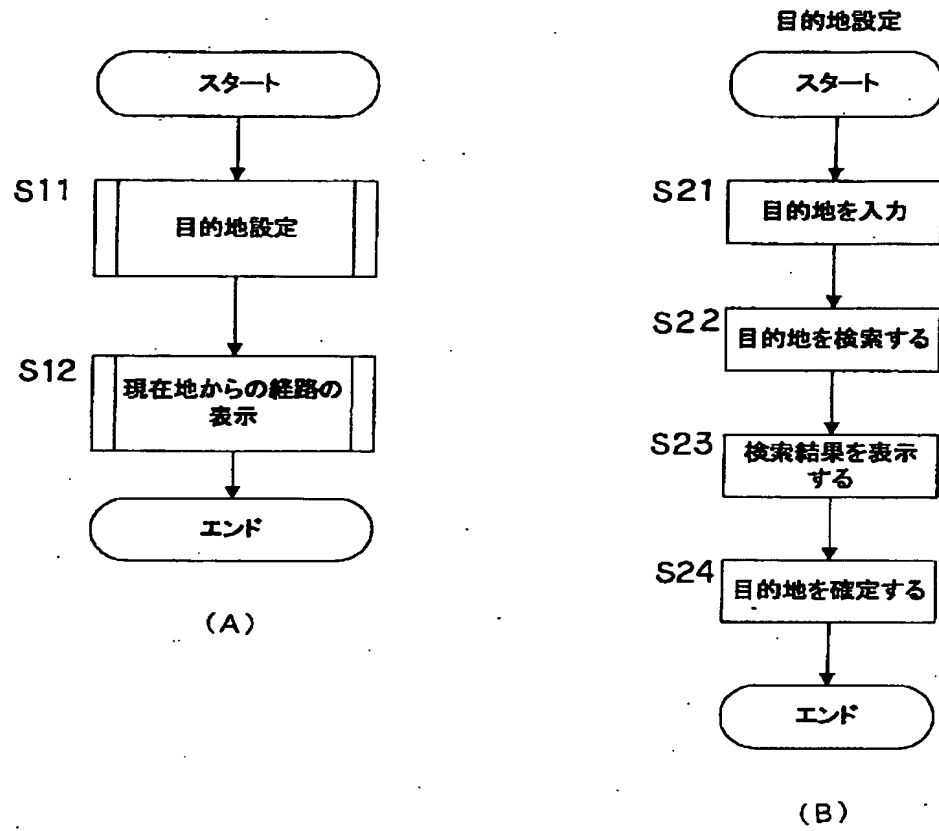 スタート
S11
目的地設定
S12
現在地からの経路の
表示
エンド
(A)
目的地設定
スタート
S21
目的地を入力
S22
目的地を検索する
S23
検索結果を表示
する
S24
目的地を確定する
エンド
(B)